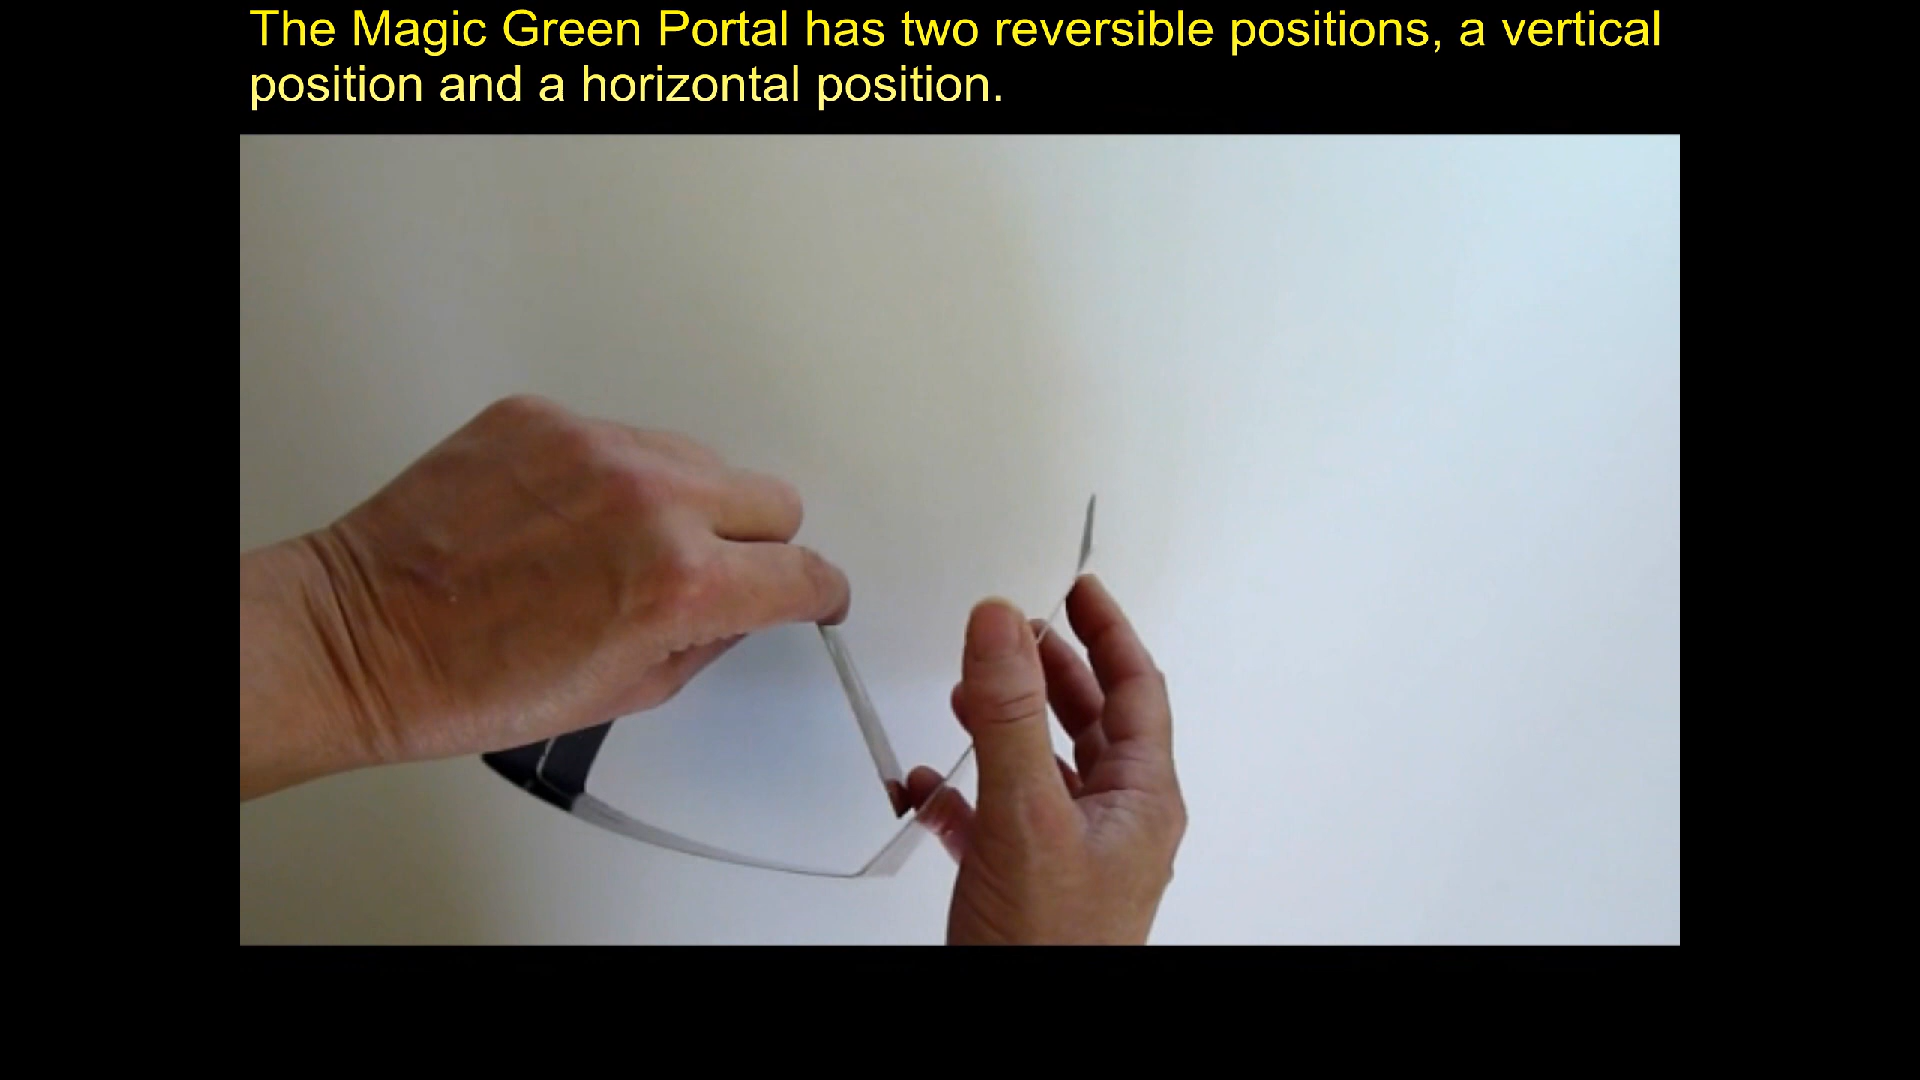 The Magic Green Portal has two reversible positions, a vertical
position and a horizontal position.